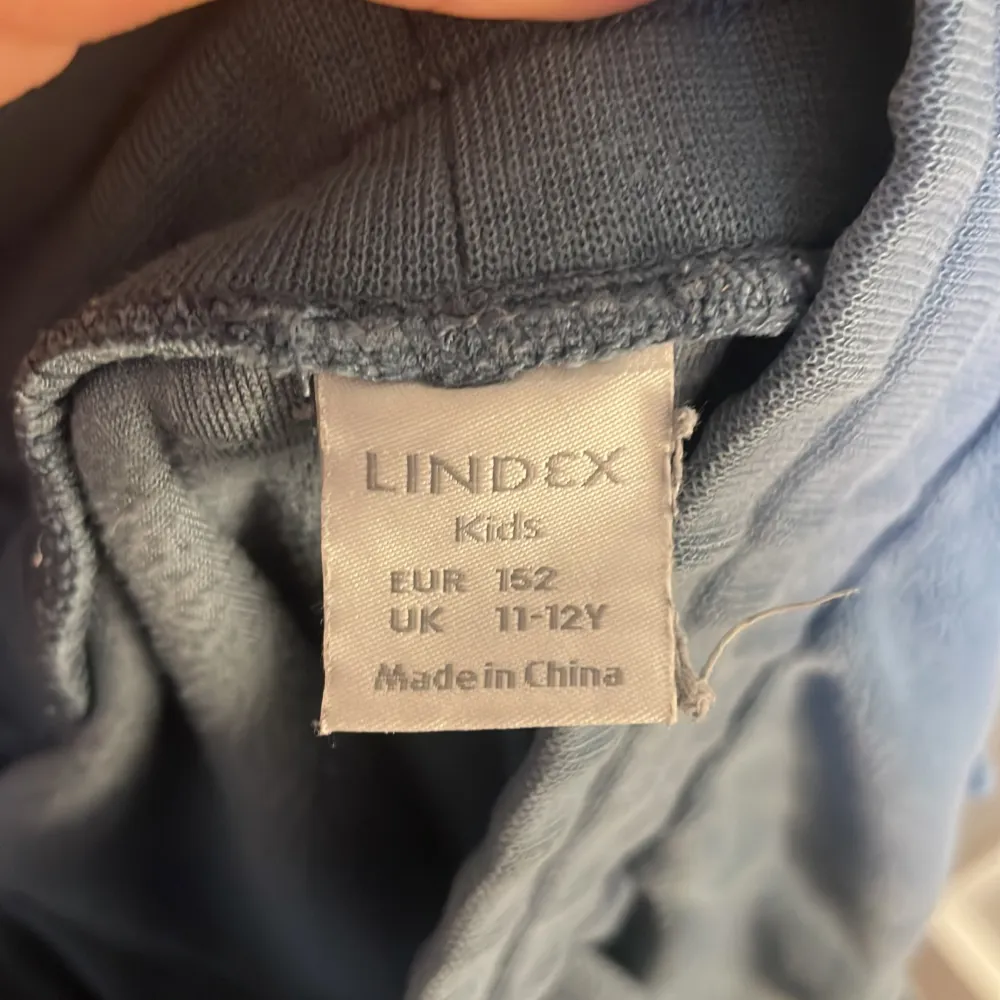 LINDEX
Kids
EUR 152
UK 11-12Y
Made in China